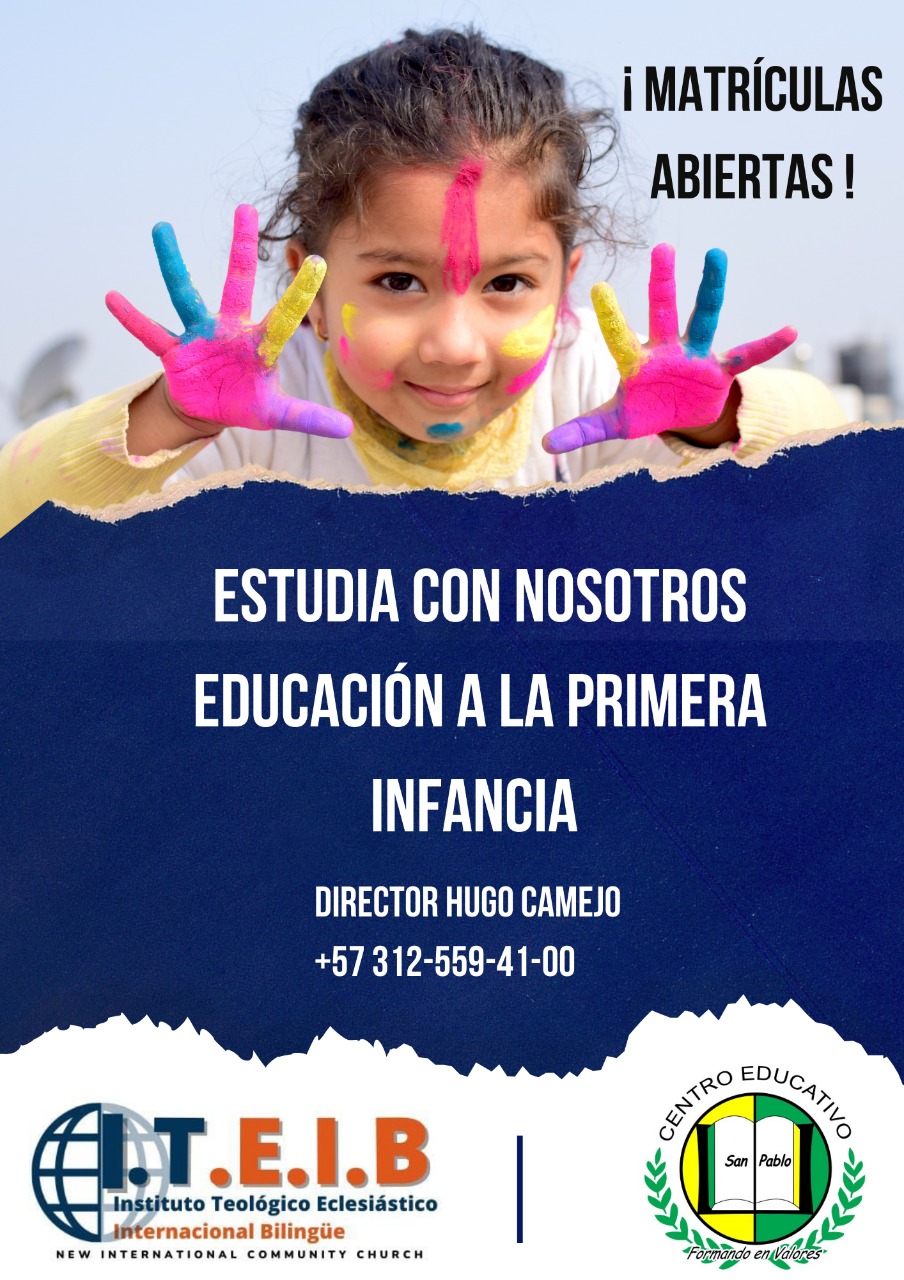 ¡ MATRÍCULAS
ABIERTAS !
ESTUDIA CON NOSOTROS
EDUCACIÓN A LA PRIMERA
INFANCIA
DIRECTOR HUGO CAMEJO
+57 312-559-41-00
I.T.E.I.B
Instituto Teológico Eclesiástico
Internacional Bilingüe
NEW INTERNATIONAL COMMUNITY CHURCH
CENTRO EDUCATIVO
San Pablo
Formando en Valores